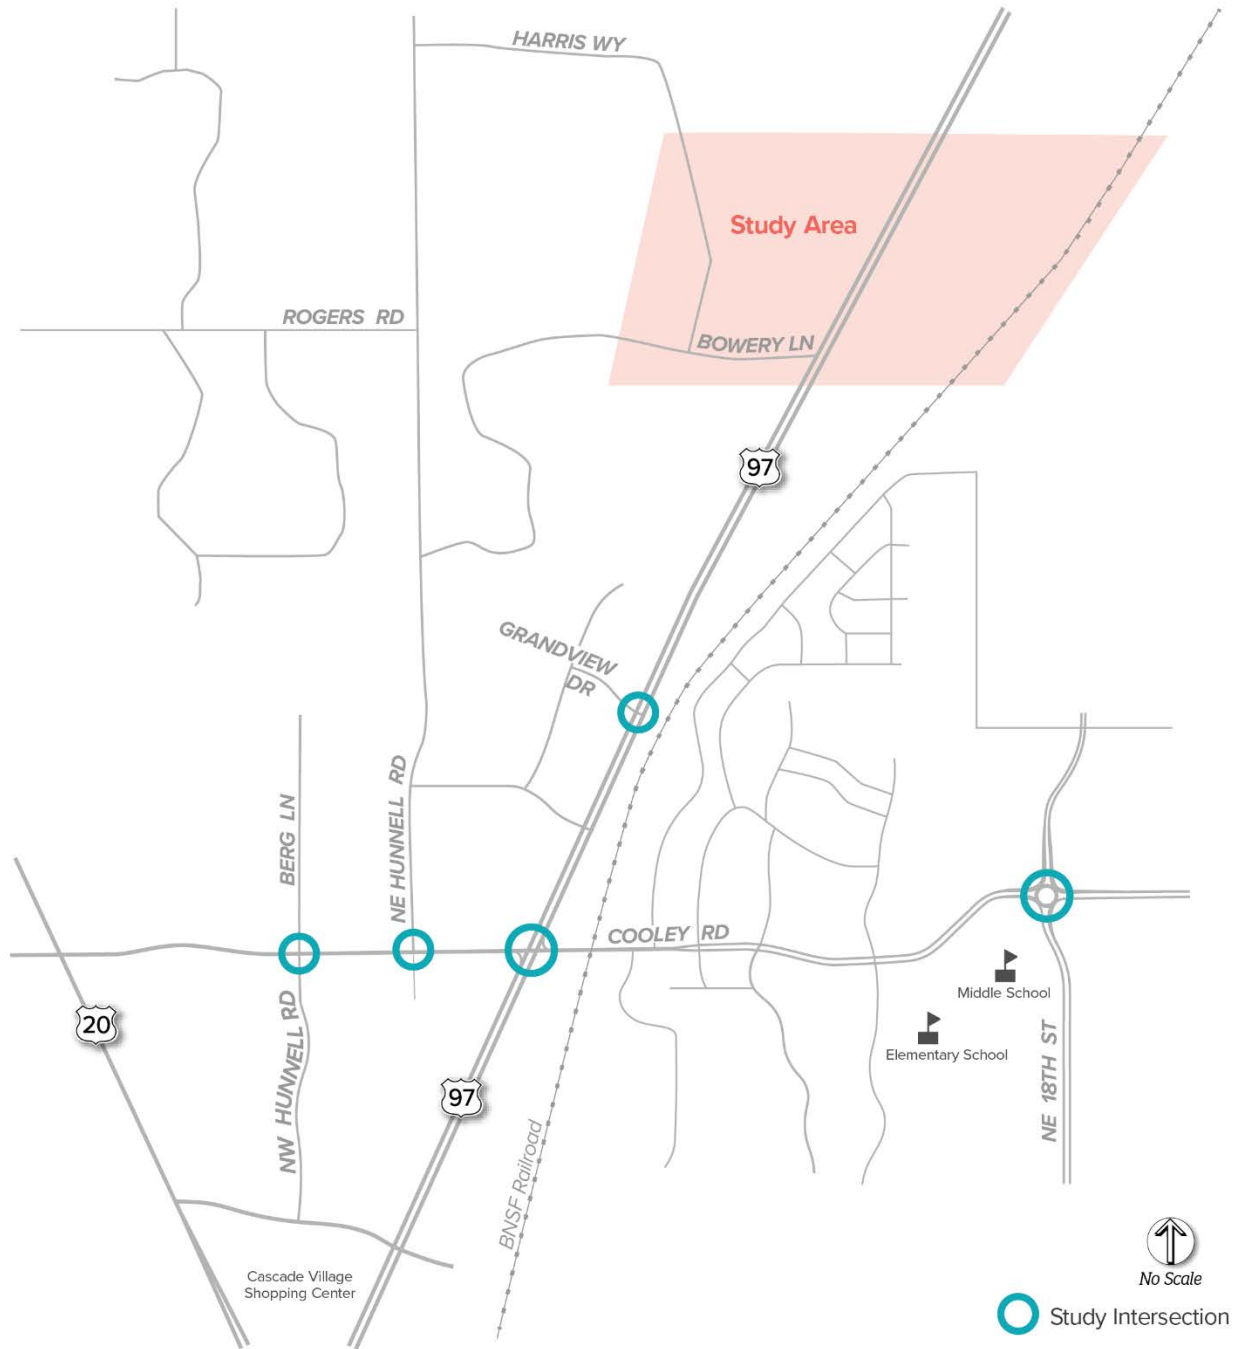 HARRIS WY
Study Area
ROGERS RD
BOWERY LN
97
GRANDVIEW
DR
BERG LN
NE HUNNELL RD
COOLEY RD
Middle School
20
NW HUNNELL RD
Elementary School
NE 18TH ST
97
BNSF Railroad
Cascade Village
Shopping Center
No Scale
Study Intersection